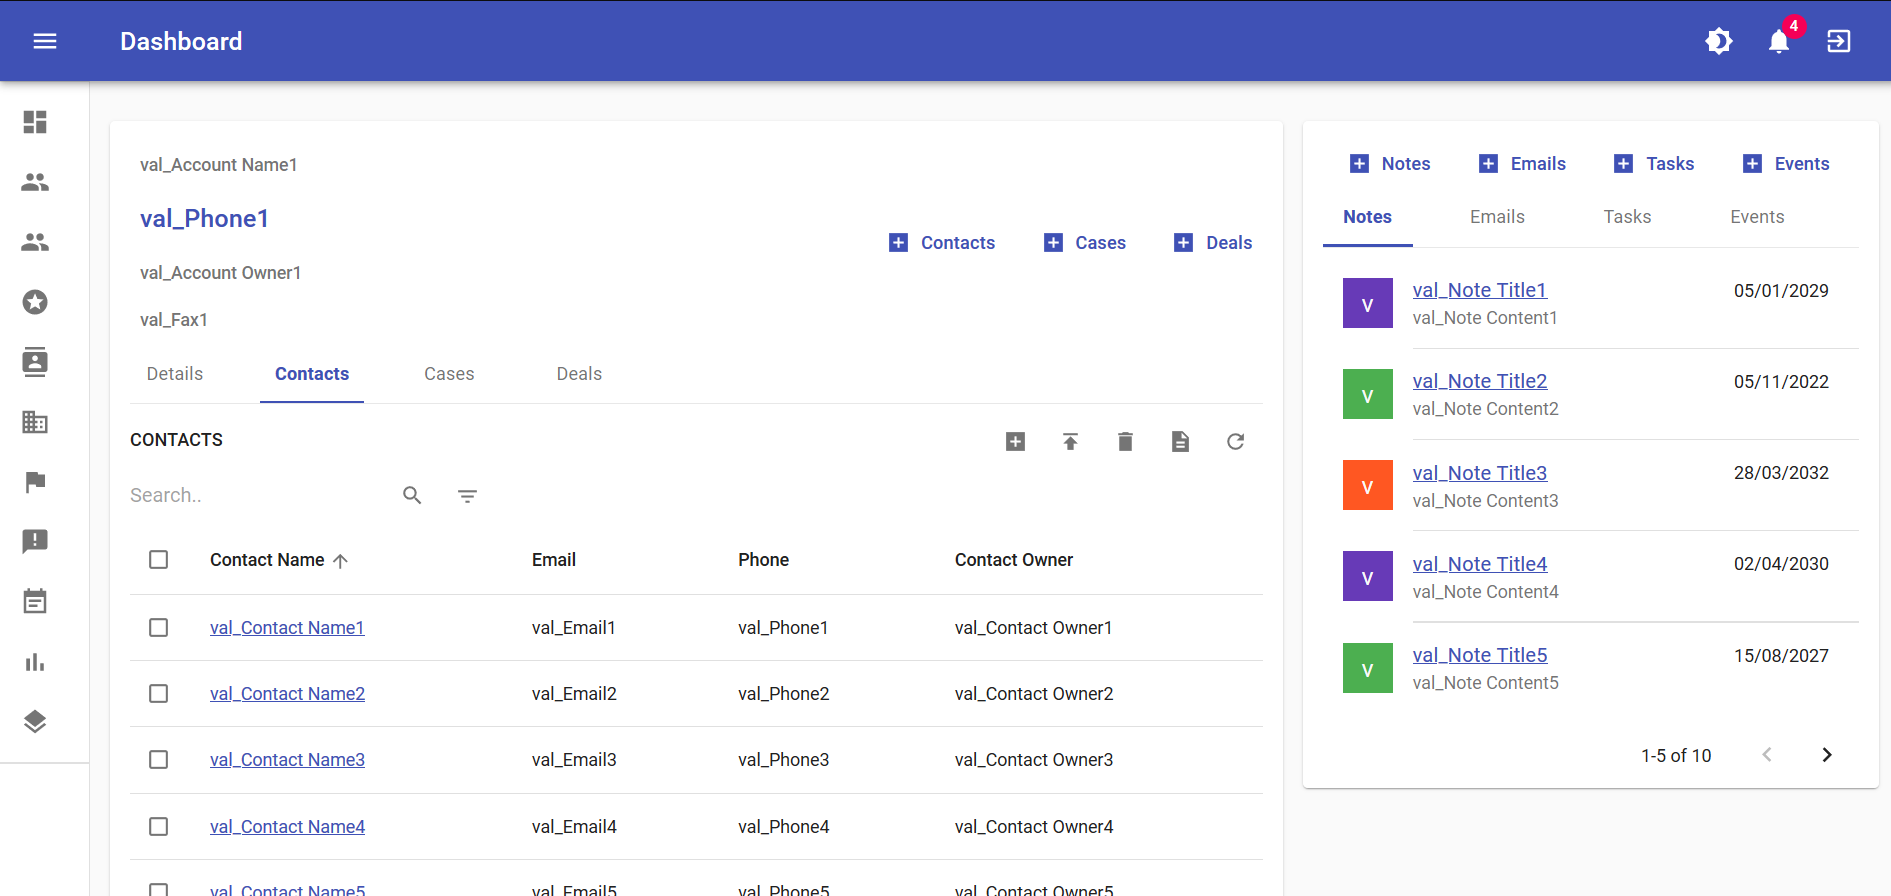 Dashboard
4
val_Account Name1
val_Phone1
val_Account Owner1
val_Fax1
Contacts Cases Deals
Details Contacts Cases Deals
CONTACTS
Search..
Contact Name Email Phone Contact Owner
val_Contact Name1 val_Email1 val_Phone1 val_Contact Owner1
val_Contact Name2 val_Email2 val_Phone2 val_Contact Owner2
val_Contact Name3 val_Email3 val_Phone3 val_Contact Owner3
val_Contact Name4 val_Email4 val_Phone4 val_Contact Owner4
val_Contact Name5 val_Email5 val_Phone5 val_Contact Owner5
Notes Emails Tasks Events
Notes Emails Tasks Events
V val_Note Title1 05/01/2029
val_Note Content1
V val_Note Title2 05/11/2022
val_Note Content2
V val_Note Title3 28/03/2032
val_Note Content3
V val_Note Title4 02/04/2030
val_Note Content4
V val_Note Title5 15/08/2027
val_Note Content5
1-5 of 10